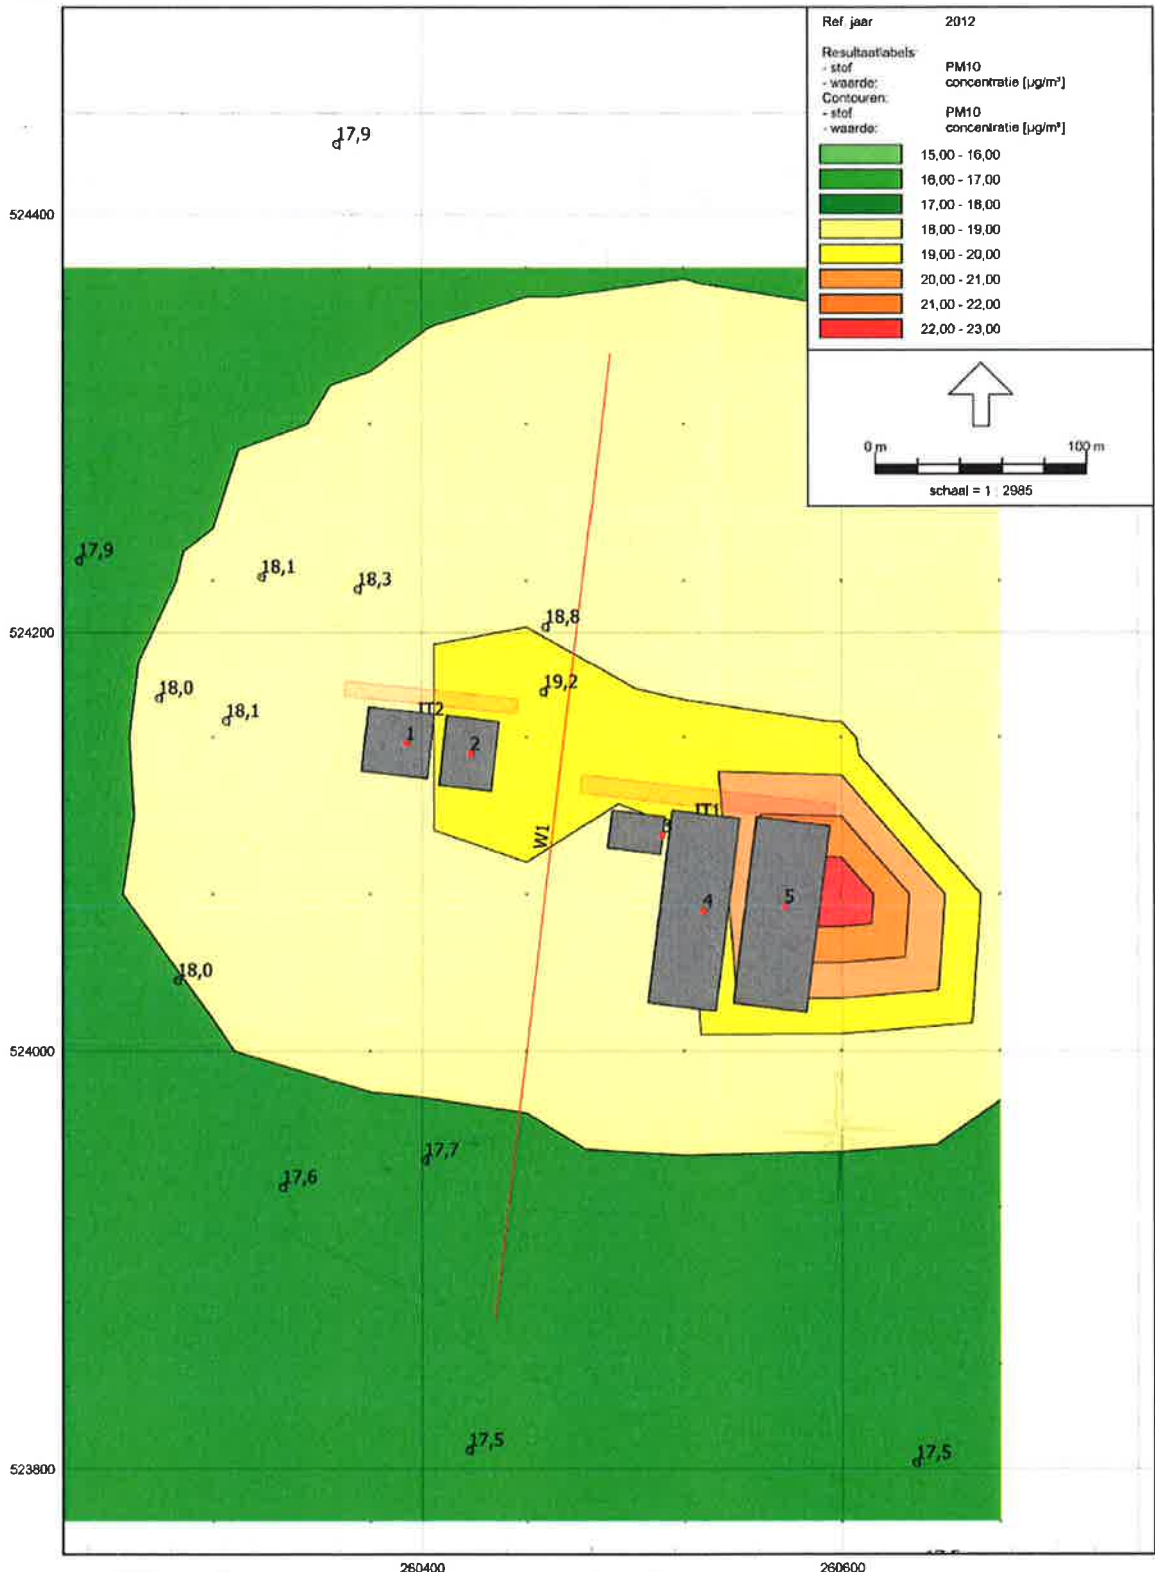 Ref. jaar 2012
Resultaatlabels:
- stof PM10
- waarde: concentratie [µg/m³]
Contouren:
- stof PM10
- waarde: concentratie [µg/m³]
15,00 - 16,00
16,00 - 17,00
17,00 - 18,00
18,00 - 19,00
19,00 - 20,00
20,00 - 21,00
21,00 - 22,00
22,00 - 23,00
0 m 100 m
schaal = 1 : 2985
17,9
524400
17,9
18,1
18,3
18,8
524200
18,0
18,1
19,2
IT2
1
2
IT1
W1
4
5
18,0
524000
17,7
17,6
17,5
17,5
523800
260400
260600